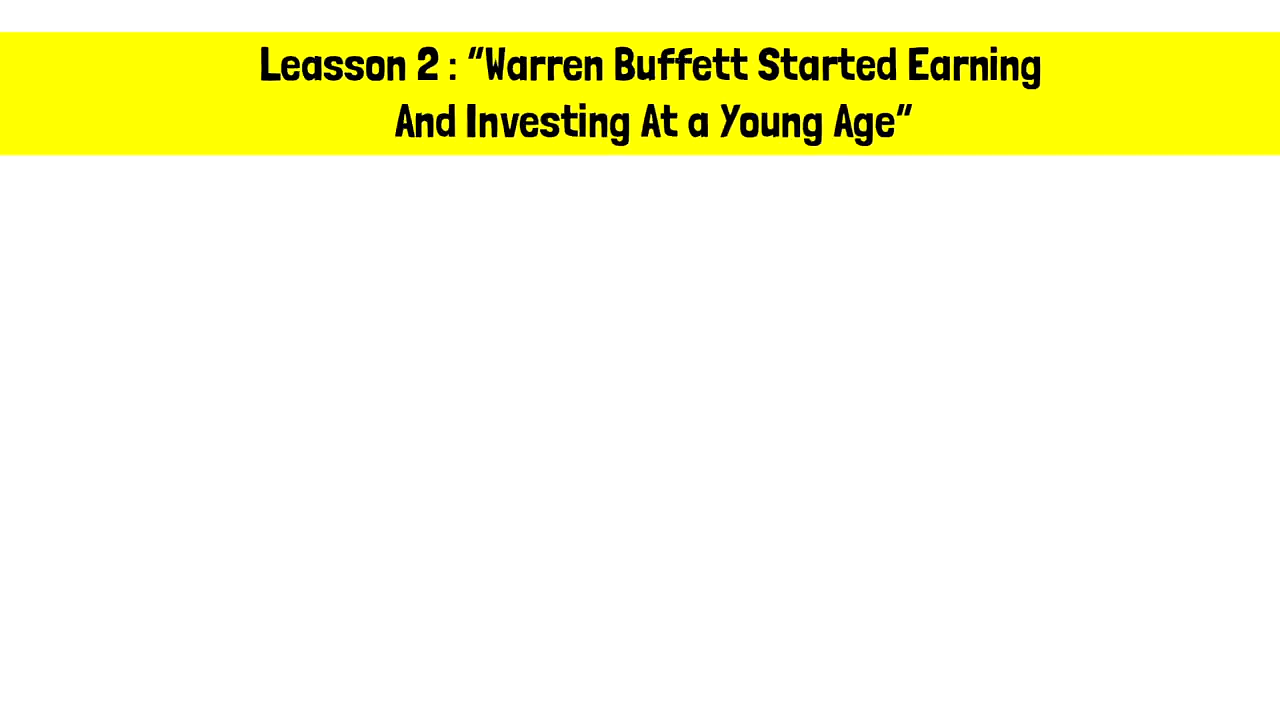 Leasson 2 : "Warren Buffett Started Earning
And Investing At a Young Age"